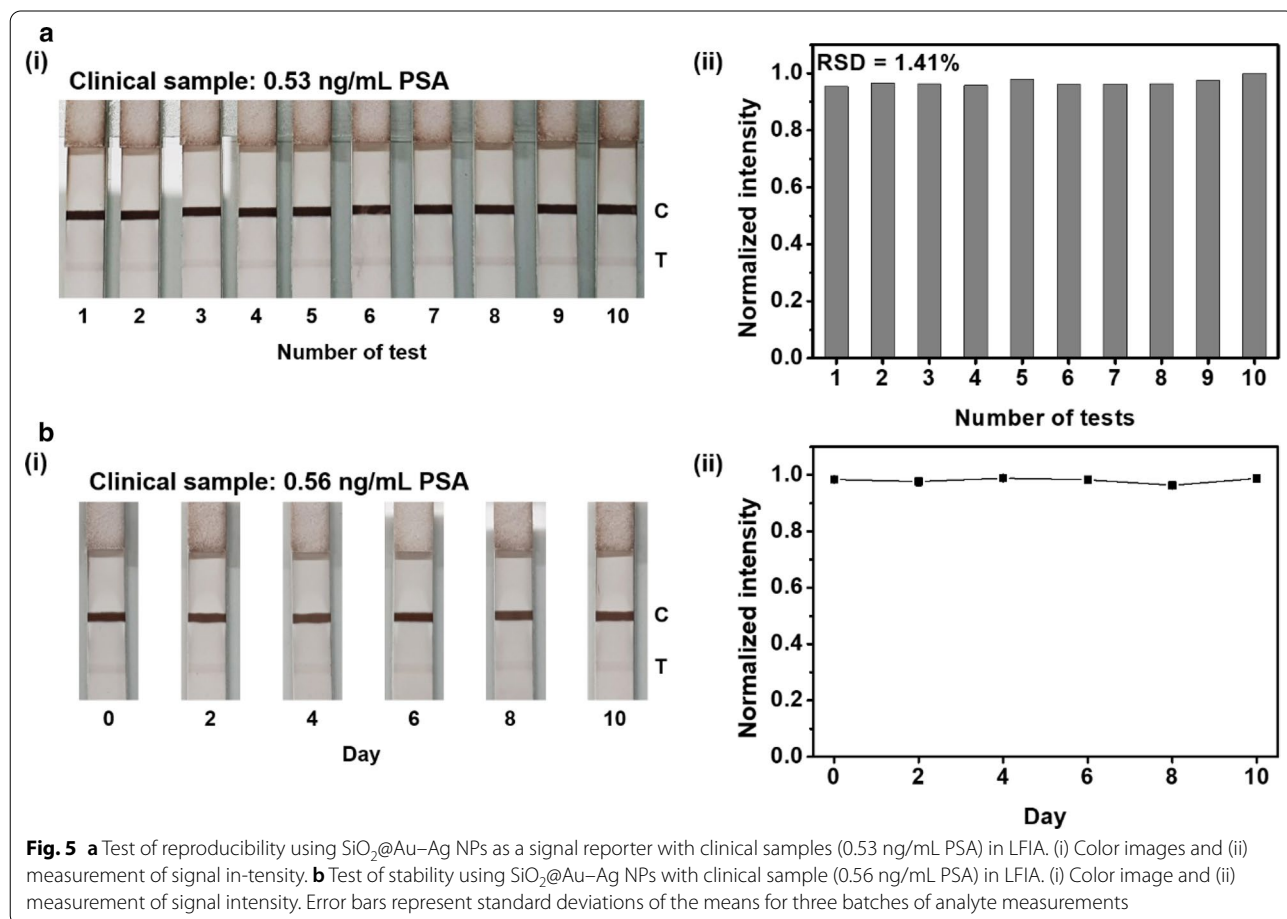 a
(i)
Clinical sample: 0.53 ng/mL PSA
C
T
1 2 3 4 5 6 7 8 9 10
Number of test
(ii)
RSD = 1.41%
Normalized intensity
1.0
0.8
0.6
0.4
0.2
0.0
1 2 3 4 5 6 7 8 9 10
Number of tests
b
(i)
Clinical sample: 0.56 ng/mL PSA
C
T
0 2 4 6 8 10
Day
(ii)
Normalized intensity
1.0
0.8
0.6
0.4
0.2
0.0
0 2 4 6 8 10
Day
Fig. 5 a Test of reproducibility using SiO₂@Au–Ag NPs as a signal reporter with clinical samples (0.53 ng/mL PSA) in LFIA. (i) Color images and (ii)
measurement of signal in-tensity. b Test of stability using SiO₂@Au–Ag NPs with clinical sample (0.56 ng/mL PSA) in LFIA. (i) Color image and (ii)
measurement of signal intensity. Error bars represent standard deviations of the means for three batches of analyte measurements